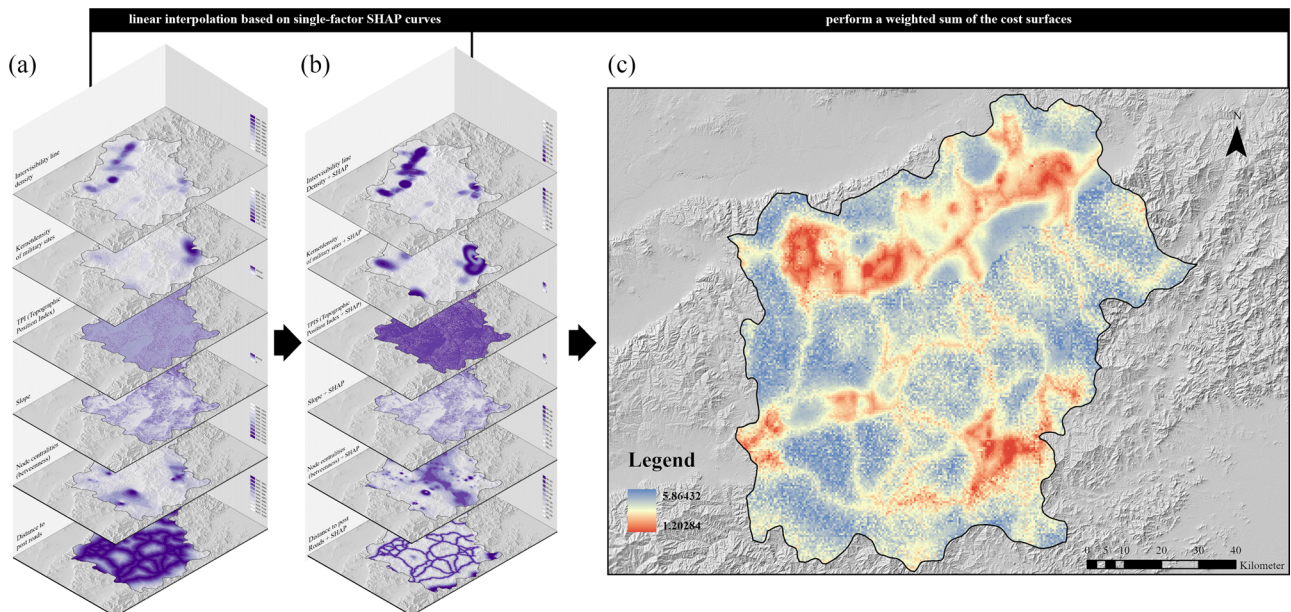 linear interpolation based on single-factor SHAP curves
perform a weighted sum of the cost surfaces
(a)
Intervisibility line
density
Kerneldensity
of military sites
TPI (Topographic
Position Index)
Slope
Node centralities
(betweenness)
Distance to
post roads
(b)
Intervisibility line
Density + SHAP
Kerneldensity
of military sites + SHAP
TPIS (Topographic
Position Index + SHAP)
Slope + SHAP
Node centralities
(betweenness) + SHAP
Distance to post
Roads + SHAP
(c)
N
Legend
5.86432
1.20284
0 5 10 20 30 40
Kilometer